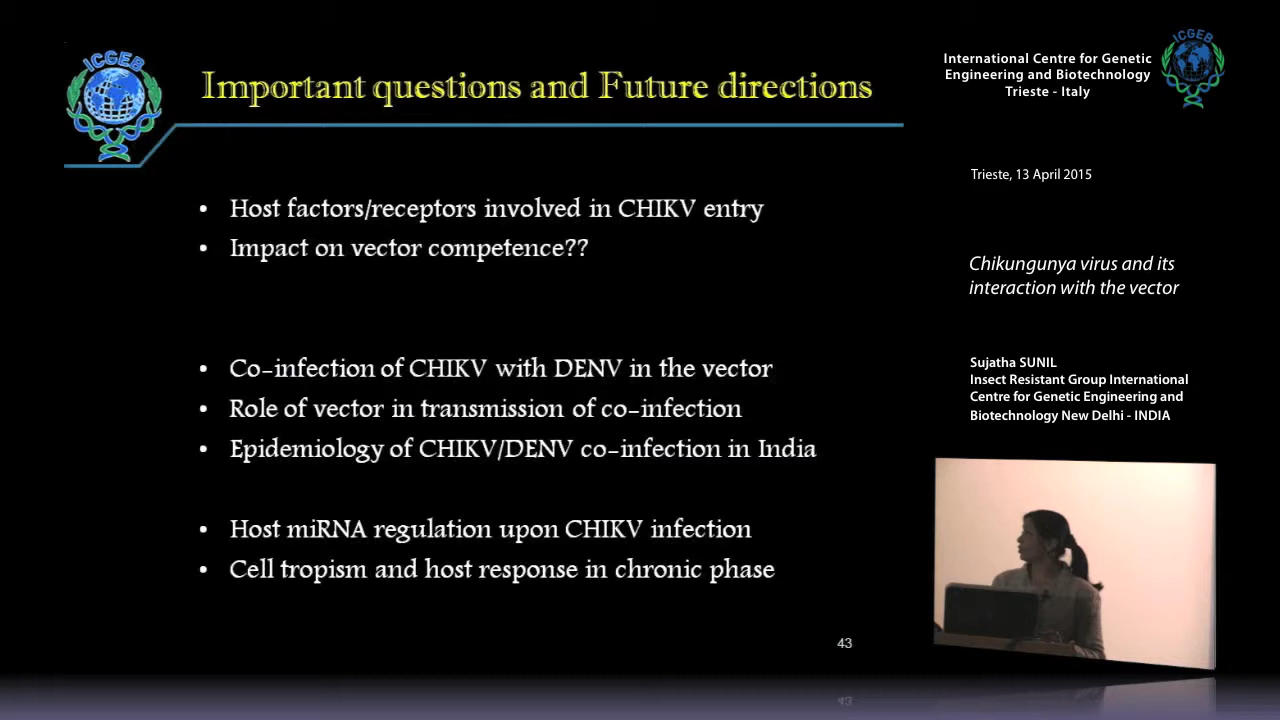 ICGEB
Important questions and Future directions
• Host factors/receptors involved in CHIKV entry
• Impact on vector competence??
• Co-infection of CHIKV with DENV in the vector
• Role of vector in transmission of co-infection
• Epidemiology of CHIKV/DENV co-infection in India
• Host miRNA regulation upon CHIKV infection
• Cell tropism and host response in chronic phase
43
International Centre for Genetic
Engineering and Biotechnology
Trieste - Italy
ICGEB
Trieste, 13 April 2015
Chikungunya virus and its
interaction with the vector
Sujatha SUNIL
Insect Resistant Group International
Centre for Genetic Engineering and
Biotechnology New Delhi - INDIA